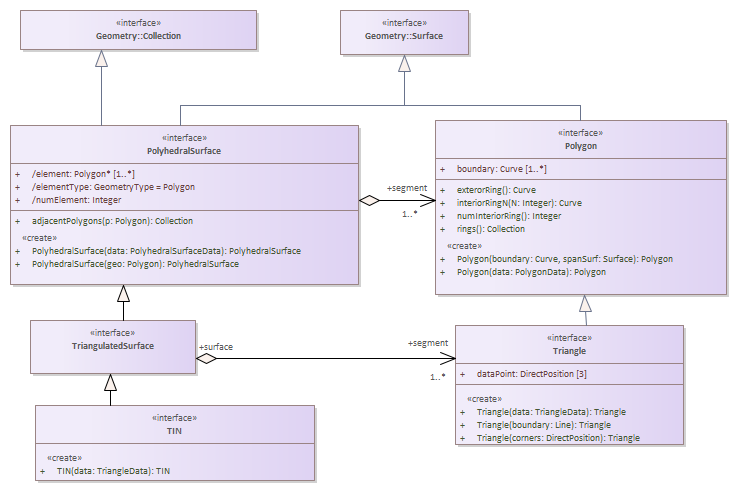 «interface»
Geometry::Collection
«interface»
Geometry::Surface
«interface»
PolyhedralSurface
+ /element: Polygon* [1..*]
+ /elementType: GeometryType = Polygon
+ /numElement: Integer
+ adjacentPolygons(p: Polygon): Collection
«create»
+ PolyhedralSurface(data: PolyhedralSurfaceData): PolyhedralSurface
+ PolyhedralSurface(geo: Polygon): PolyhedralSurface
+segment
1..*
«interface»
Polygon
+ boundary: Curve [1..*]
+ exterorRing(): Curve
+ interiorRingN(N: Integer): Curve
+ numInteriorRing(): Integer
+ rings(): Collection
«create»
+ Polygon(boundary: Curve, spanSurf: Surface): Polygon
+ Polygon(data: PolygonData): Polygon
«interface»
TriangulatedSurface
+surface
+segment
1..*
«interface»
Triangle
+ dataPoint: DirectPosition [3]
«create»
+ Triangle(data: TriangleData): Triangle
+ Triangle(boundary: Line): Triangle
+ Triangle(corners: DirectPosition): Triangle
«interface»
TIN
«create»
+ TIN(data: TriangleData): TIN